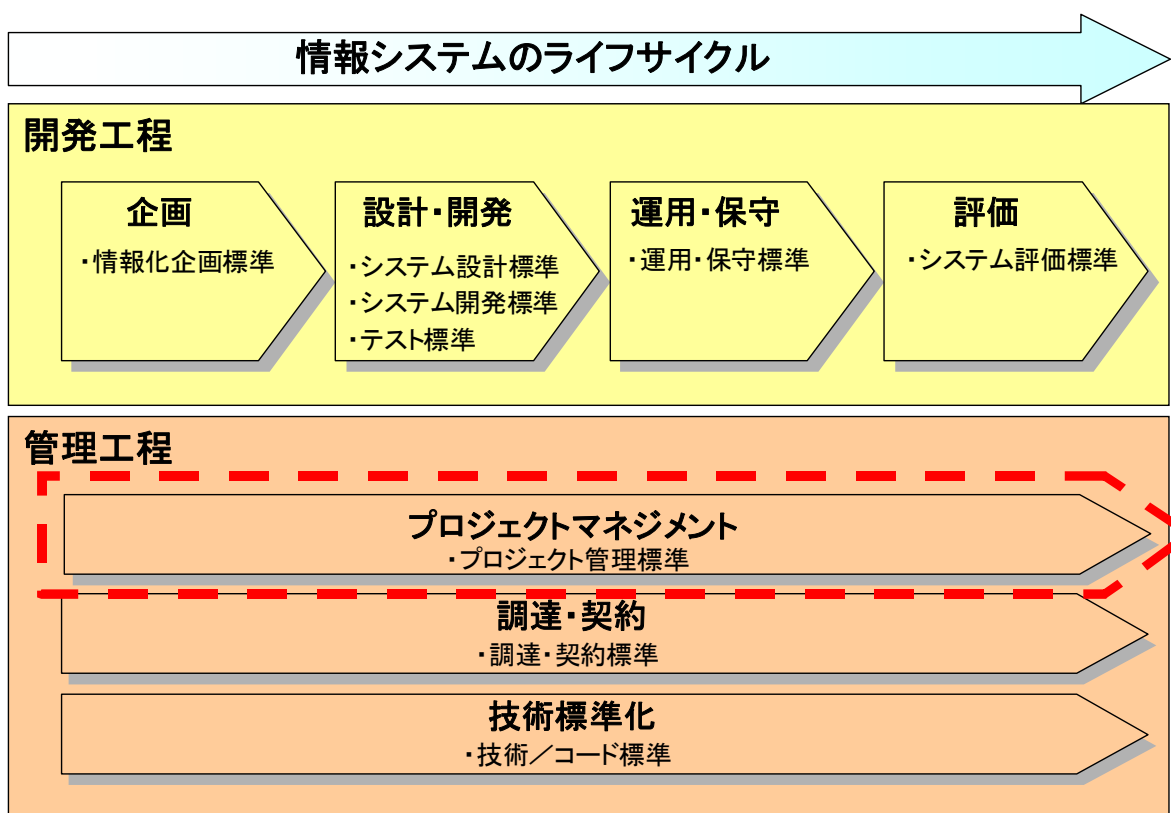 情報システムのライフサイクル
開発工程
企画
・情報化企画標準
設計・開発
・システム設計標準
・システム開発標準
・テスト標準
運用・保守
・運用・保守標準
評価
・システム評価標準
管理工程
プロジェクトマネジメント
・プロジェクト管理標準
調達・契約
・調達・契約標準
技術標準化
・技術／コード標準